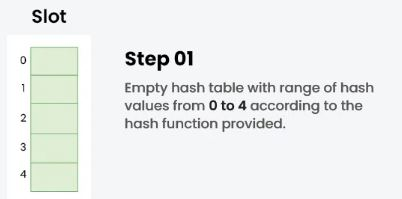 Slot
0
1
2
3
4
Step 01
Empty hash table with range of hash
values from 0 to 4 according to the
hash function provided.